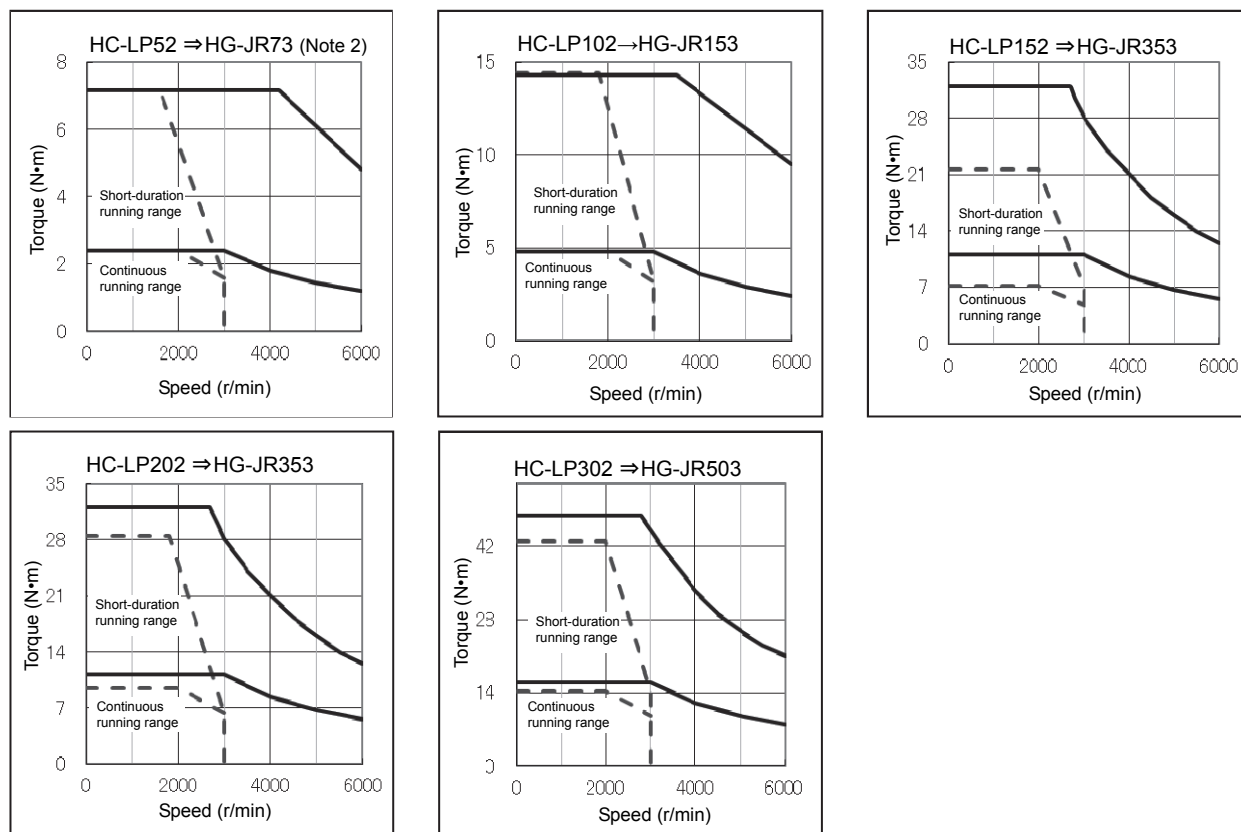 HC-LP52 ⇒HG-JR73 (Note 2)
8
6
4
2
0
Torque (N•m)
Short-duration
running range
Continuous
running range
0 2000 4000 6000
Speed (r/min)
HC-LP102→HG-JR153
15
10
5
0
Torque (N•m)
Short-duration
running range
Continuous
running range
0 2000 4000 6000
Speed (r/min)
HC-LP152 ⇒HG-JR353
35
28
21
14
7
0
Torque (N•m)
Short-duration
running range
Continuous
running range
0 2000 4000 6000
Speed (r/min)
HC-LP202 ⇒HG-JR353
35
28
21
14
7
0
Torque (N•m)
Short-duration
running range
Continuous
running range
0 2000 4000 6000
Speed (r/min)
HC-LP302 ⇒HG-JR503
42
28
14
0
Torque (N•m)
Short-duration
running range
Continuous
running range
0 2000 4000 6000
Speed (r/min)